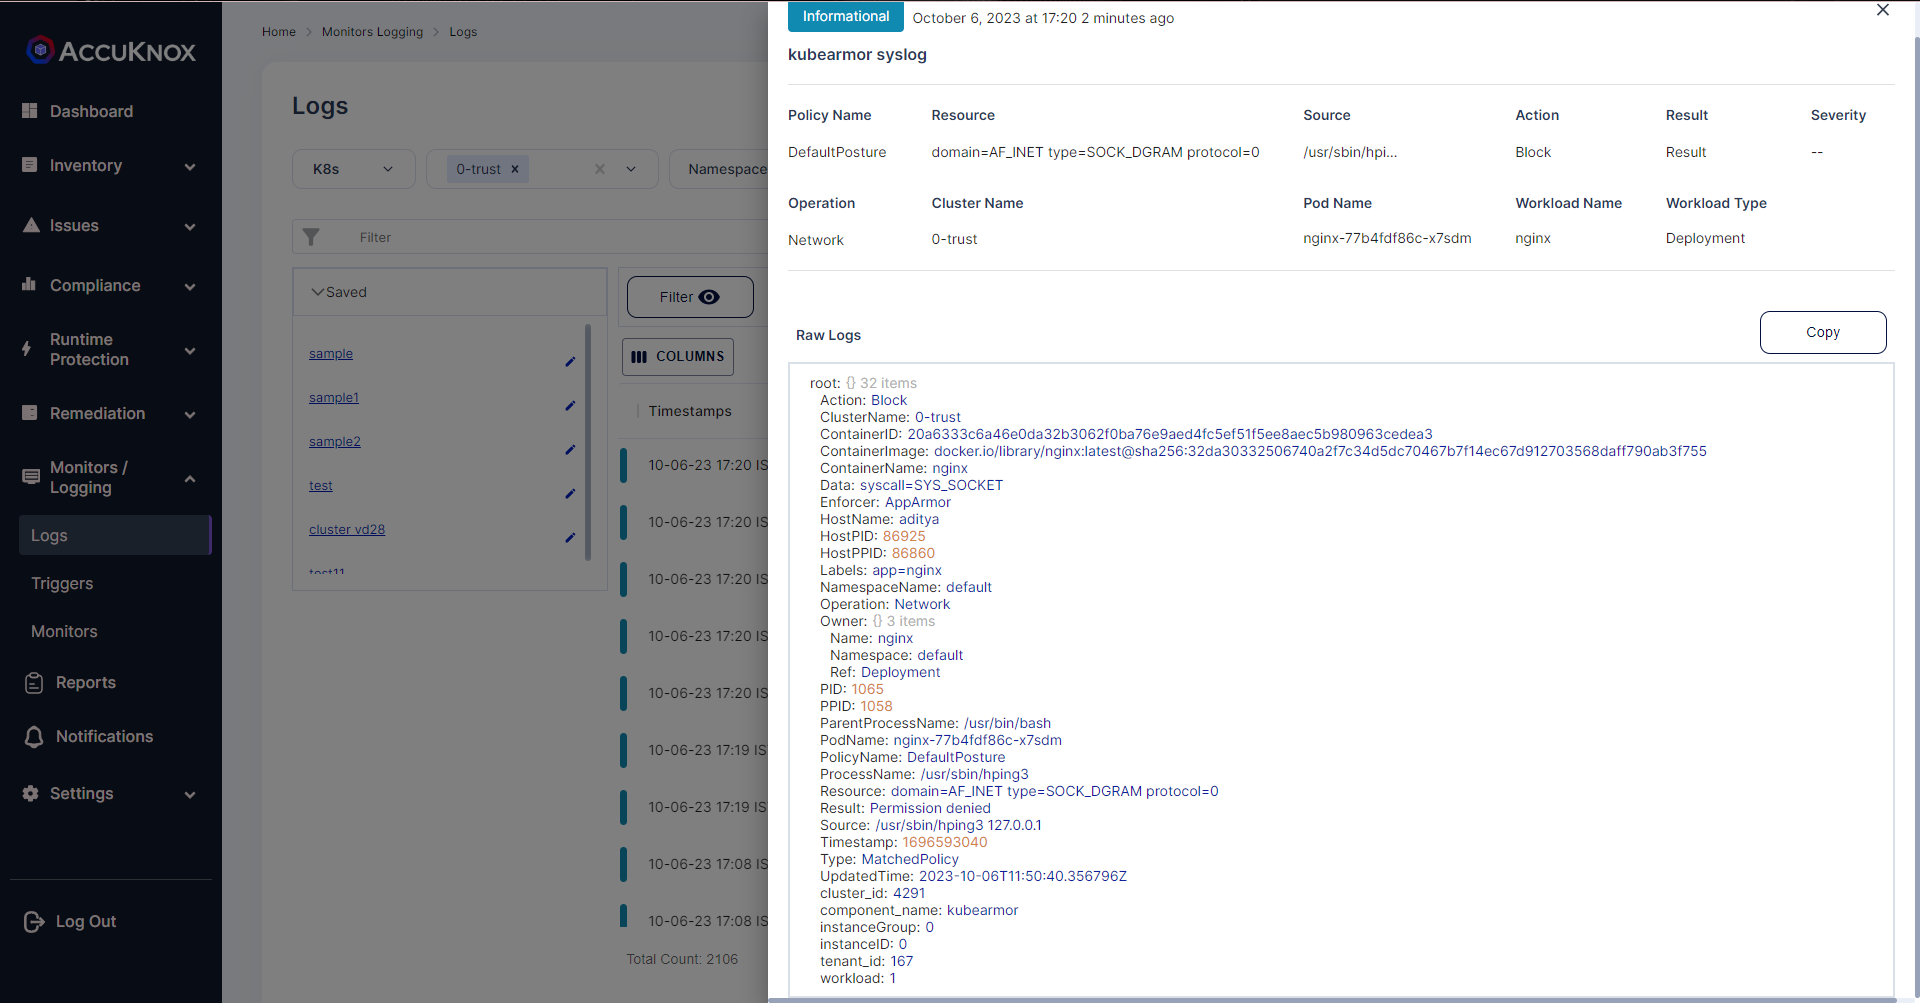 ACCUKNOX
Dashboard
Inventory
Issues
Compliance
Runtime
Protection
Remediation
Monitors /
Logging
Logs
Triggers
Monitors
Reports
Notifications
Settings
Log Out
Home > Monitors Logging > Logs
Logs
K8s
0-trust ×
Namespace
Filter
Saved
sample
sample1
sample2
test
cluster vd28
test11
Filter
COLUMNS
Timestamps
10-06-23 17:20 IS
10-06-23 17:20 IS
10-06-23 17:20 IS
10-06-23 17:20 IS
10-06-23 17:20 IS
10-06-23 17:19 IS
10-06-23 17:19 IS
10-06-23 17:08 IS
10-06-23 17:08 IS
Total Count: 2106
Informational October 6, 2023 at 17:20 2 minutes ago
kubearmor syslog
Policy Name Resource Source Action Result Severity
DefaultPosture domain=AF_INET type=SOCK_DGRAM protocol=0 /usr/sbin/hpi... Block Result --
Operation Cluster Name Pod Name Workload Name Workload Type
Network 0-trust nginx-77b4fdf86c-x7sdm nginx Deployment
Raw Logs
Copy
root: {} 32 items
Action: Block
ClusterName: 0-trust
ContainerID: 20a6333c6a46e0da32b3062f0ba76e9aed4fc5ef51f5ee8aec5b980963cedea3
ContainerImage: docker.io/library/nginx:latest@sha256:32da30332506740a2f7c34d5dc70467b7f14ec67d912703568daff790ab3f755
ContainerName: nginx
Data: syscall=SYS_SOCKET
Enforcer: AppArmor
HostName: aditya
HostPID: 86925
HostPPID: 86860
Labels: app=nginx
NamespaceName: default
Operation: Network
Owner: {} 3 items
Name: nginx
Namespace: default
Ref: Deployment
PID: 1065
PPID: 1058
ParentProcessName: /usr/bin/bash
PodName: nginx-77b4fdf86c-x7sdm
PolicyName: DefaultPosture
ProcessName: /usr/sbin/hping3
Resource: domain=AF_INET type=SOCK_DGRAM protocol=0
Result: Permission denied
Source: /usr/sbin/hping3 127.0.0.1
Timestamp: 1696593040
Type: MatchedPolicy
UpdatedTime: 2023-10-06T11:50:40.356796Z
cluster_id: 4291
component_name: kubearmor
instanceGroup: 0
instanceID: 0
tenant_id: 167
workload: 1